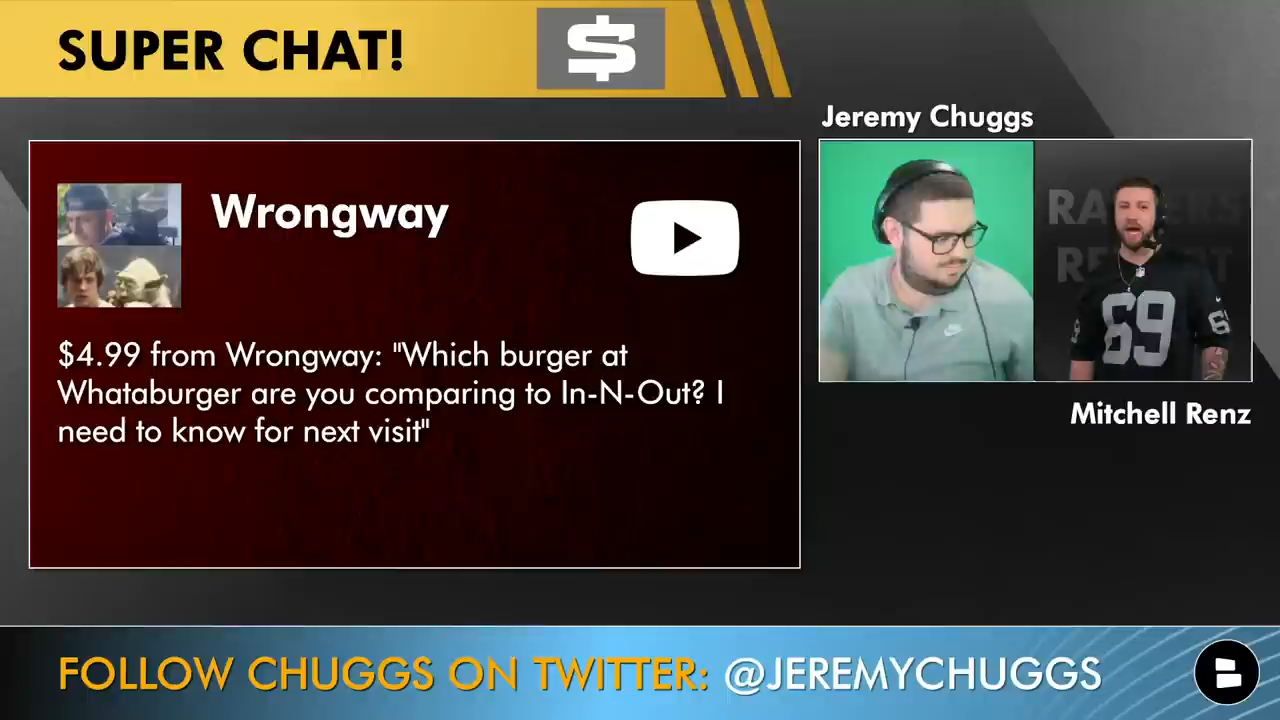 SUPER CHAT!
$
Jeremy Chuggs
Wrongway
$4.99 from Wrongway: "Which burger at
Whataburger are you comparing to In-N-Out? I
need to know for next visit"
69
Mitchell Renz
FOLLOW CHUGGS ON TWITTER: @JEREMYCHUGGS